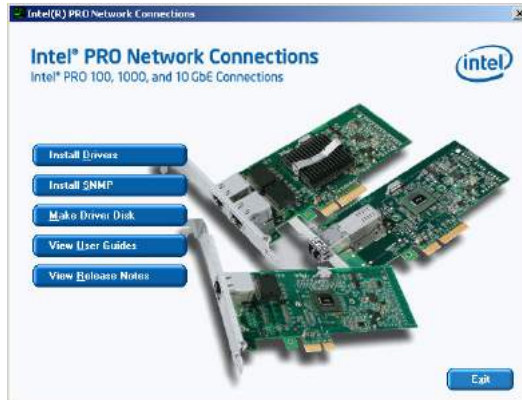 Intel(R) PRO Network Connections
Intel® PRO Network Connections
Intel® PRO 100, 1000, and 10 GbE Connections
intel
Install Drivers
Install SNMP
Make Driver Disk
View User Guides
View Release Notes
Exit